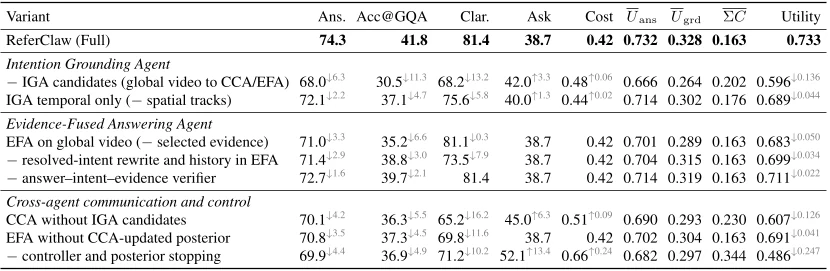 Variant Ans. Acc@GQA Clar. Ask Cost U̅ans U̅grd Σ̅C̅ Utility
ReferClaw (Full) 74.3 41.8 81.4 38.7 0.42 0.732 0.328 0.163 0.733
Intention Grounding Agent
− IGA candidates (global video to CCA/EFA) 68.0↓6.3 30.5↓11.3 68.2↓13.2 42.0↑3.3 0.48↑0.06 0.666 0.264 0.202 0.596↓0.136
IGA temporal only (− spatial tracks) 72.1↓2.2 37.1↓4.7 75.6↓5.8 40.0↑1.3 0.44↑0.02 0.714 0.302 0.176 0.689↓0.044
Evidence-Fused Answering Agent
EFA on global video (− selected evidence) 71.0↓3.3 35.2↓6.6 81.1↓0.3 38.7 0.42 0.701 0.289 0.163 0.683↓0.050
− resolved-intent rewrite and history in EFA 71.4↓2.9 38.8↓3.0 73.5↓7.9 38.7 0.42 0.704 0.315 0.163 0.699↓0.034
− answer–intent–evidence verifier 72.7↓1.6 39.7↓2.1 81.4 38.7 0.42 0.714 0.319 0.163 0.711↓0.022
Cross-agent communication and control
CCA without IGA candidates 70.1↓4.2 36.3↓5.5 65.2↓16.2 45.0↑6.3 0.51↑0.09 0.690 0.293 0.230 0.607↓0.126
EFA without CCA-updated posterior 70.8↓3.5 37.3↓4.5 69.8↓11.6 38.7 0.42 0.702 0.304 0.163 0.691↓0.041
− controller and posterior stopping 69.9↓4.4 36.9↓4.9 71.2↓10.2 52.1↑13.4 0.66↑0.24 0.682 0.297 0.344 0.486↓0.247